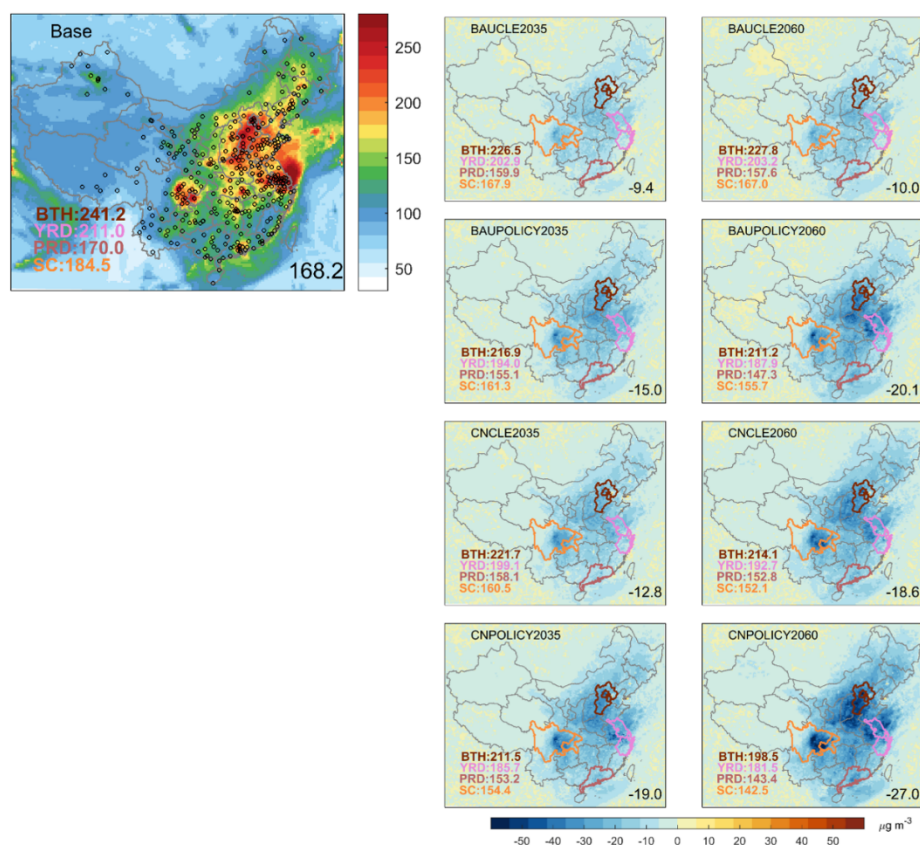 Base
BTH:241.2
YRD:211.0
PRD:170.0
SC:184.5
168.2
250
200
150
100
50
BAUCLE2035
BTH:226.5
YRD:202.9
PRD:159.9
SC:167.9
-9.4
BAUCLE2060
BTH:227.8
YRD:203.2
PRD:157.6
SC:167.0
-10.0
BAUPOLICY2035
BTH:216.9
YRD:194.0
PRD:155.1
SC:161.3
-15.0
BAUPOLICY2060
BTH:211.2
YRD:187.9
PRD:147.3
SC:155.7
-20.1
CNCLE2035
BTH:221.7
YRD:199.1
PRD:158.1
SC:160.5
-12.8
CNCLE2060
BTH:214.1
YRD:192.7
PRD:152.8
SC:152.1
-18.6
CNPOLICY2035
BTH:211.5
YRD:185.7
PRD:153.2
SC:154.4
-19.0
CNPOLICY2060
BTH:198.5
YRD:181.5
PRD:143.4
SC:142.5
-27.0
-50 -40 -30 -20 -10 0 10 20 30 40 50
μg m⁻³